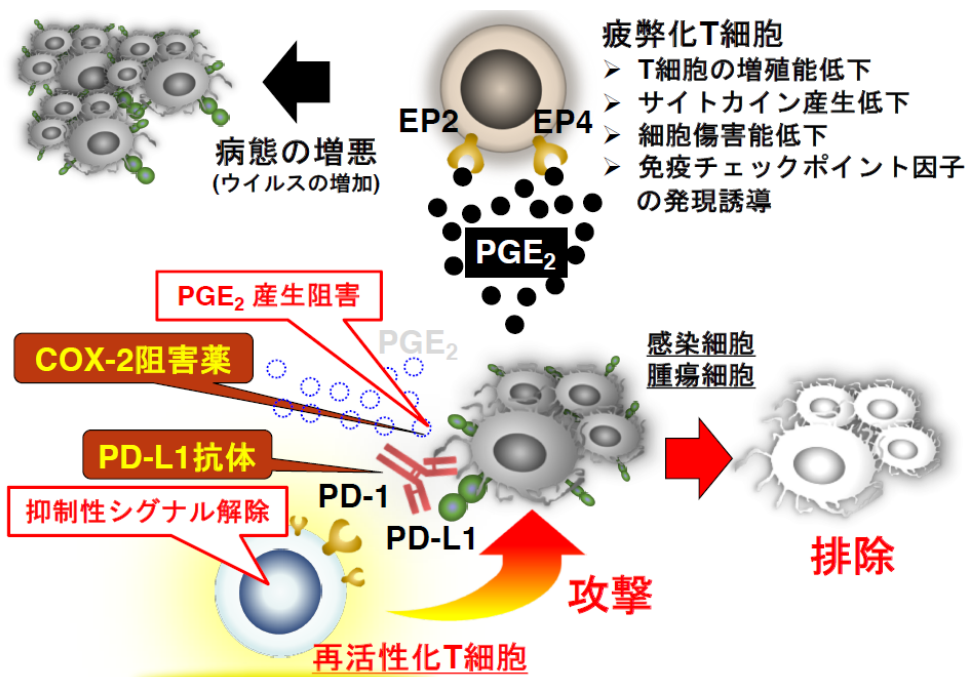 疲弊化T細胞
➢ T細胞の増殖能低下
➢ サイトカイン産生低下
➢ 細胞傷害能低下
➢ 免疫チェックポイント因子
の発現誘導
EP2
EP4
病態の増悪
(ウイルスの増加)
PGE₂
PGE₂ 産生阻害
PGE₂
COX-2阻害薬
感染細胞
腫瘍細胞
PD-L1抗体
PD-1
抑制性シグナル解除
PD-L1
攻撃
排除
再活性化T細胞